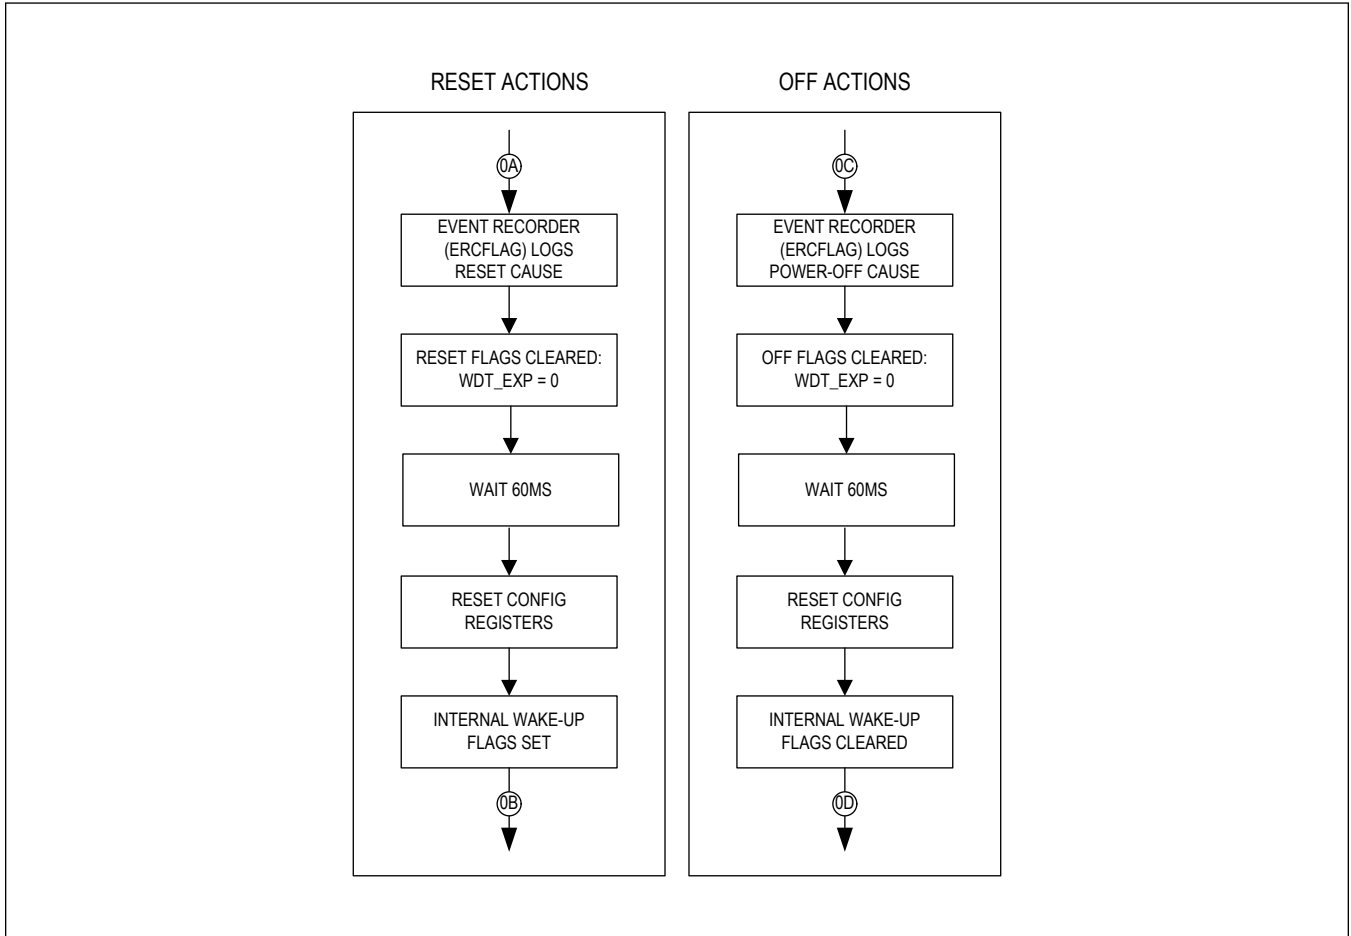 RESET ACTIONS
0A
EVENT RECORDER
(ERCFLAG) LOGS
RESET CAUSE
RESET FLAGS CLEARED:
WDT_EXP = 0
WAIT 60MS
RESET CONFIG
REGISTERS
INTERNAL WAKE-UP
FLAGS SET
0B
OFF ACTIONS
0C
EVENT RECORDER
(ERCFLAG) LOGS
POWER-OFF CAUSE
OFF FLAGS CLEARED:
WDT_EXP = 0
WAIT 60MS
RESET CONFIG
REGISTERS
INTERNAL WAKE-UP
FLAGS CLEARED
0D